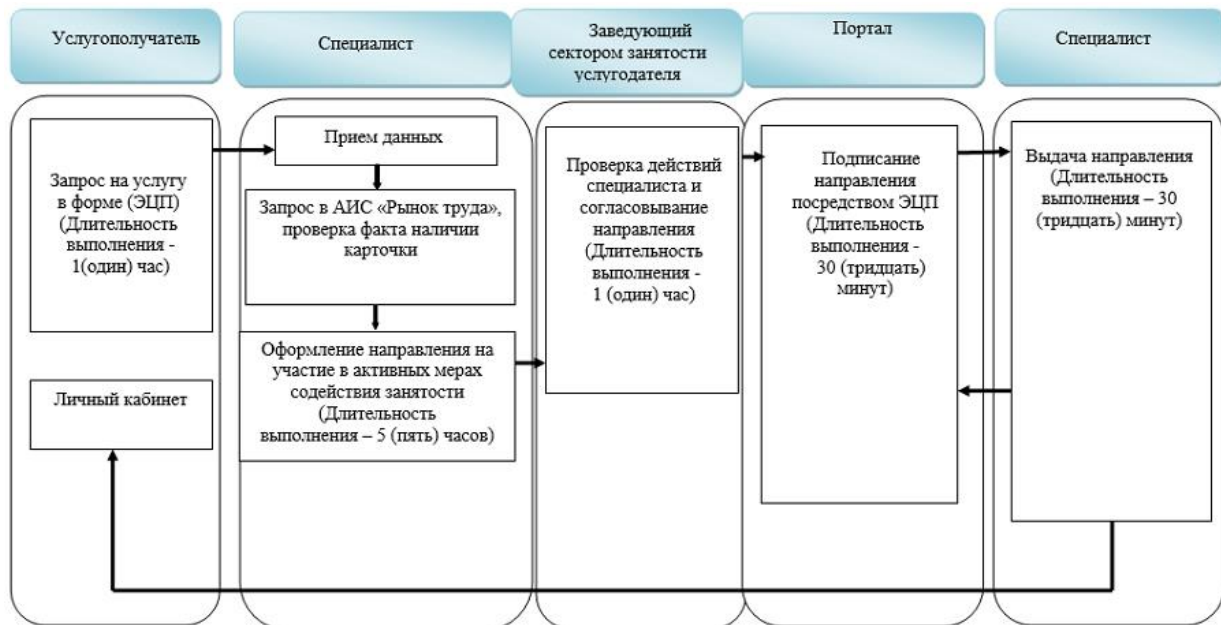 Услугополучатель
Специалист
Заведующий
сектором занятости
услугодателя
Портал
Специалист
Запрос на услугу
в форме (ЭЦП)
(Длительность
выполнения -
1(один) час)
Личный кабинет
Прием данных
Запрос в АИС «Рынок труда»,
проверка факта наличии
карточки
Оформление направления на
участие в активных мерах
содействия занятости
(Длительность
выполнения – 5 (пять) часов)
Проверка действий
специалиста и
согласовывание
направления
(Длительность
выполнения -
1 (один) час)
Подписание
направления
посредством ЭЦП
(Длительность
выполнения -
30 (тридцать)
минут)
Выдача направления
(Длительность
выполнения – 30
(тридцать) минут)